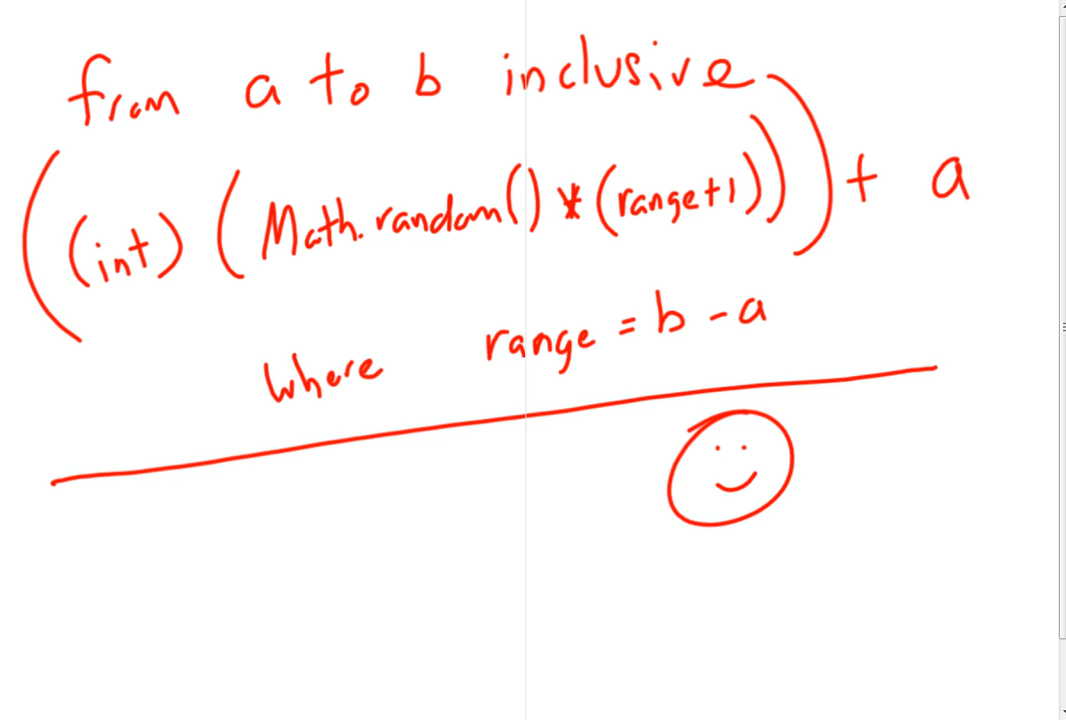 from a to b inclusive
((int) (Math.random() * (range+1))) + a
where range = b - a